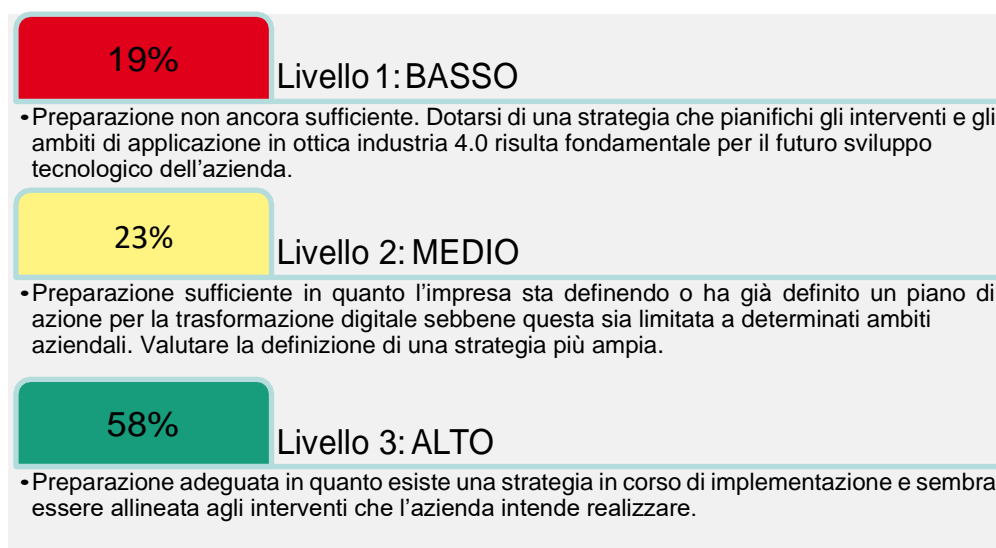 19%
Livello 1: BASSO
•Preparazione non ancora sufficiente. Dotarsi di una strategia che pianifichi gli interventi e gli
ambiti di applicazione in ottica industria 4.0 risulta fondamentale per il futuro sviluppo
tecnologico dell’azienda.
23%
Livello 2: MEDIO
•Preparazione sufficiente in quanto l’impresa sta definendo o ha già definito un piano di
azione per la trasformazione digitale sebbene questa sia limitata a determinati ambiti
aziendali. Valutare la definizione di una strategia più ampia.
58%
Livello 3: ALTO
•Preparazione adeguata in quanto esiste una strategia in corso di implementazione e sembra
essere allineata agli interventi che l’azienda intende realizzare.